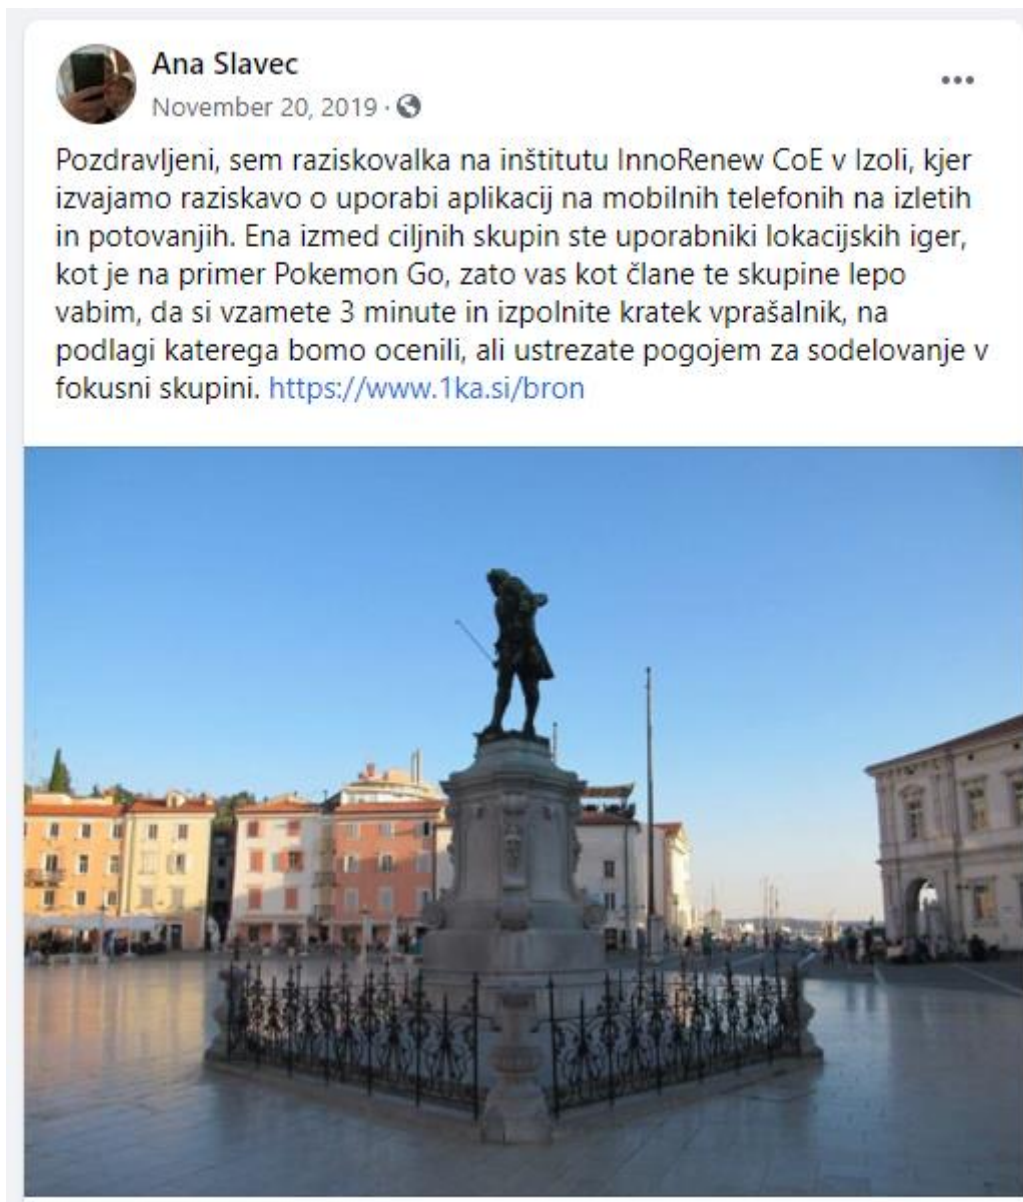 Ana Slavec
November 20, 2019 ·
Pozdravljeni, sem raziskovalka na inštitutu InnoRenew CoE v Izoli, kjer
izvajamo raziskavo o uporabi aplikacij na mobilnih telefonih na izletih
in potovanjih. Ena izmed ciljnih skupin ste uporabniki lokacijskih iger,
kot je na primer Pokemon Go, zato vas kot člane te skupine lepo
vabim, da si vzamete 3 minute in izpolnite kratek vprašalnik, na
podlagi katerega bomo ocenili, ali ustrezate pogojem za sodelovanje v
fokusni skupini. https://www.1ka.si/bron